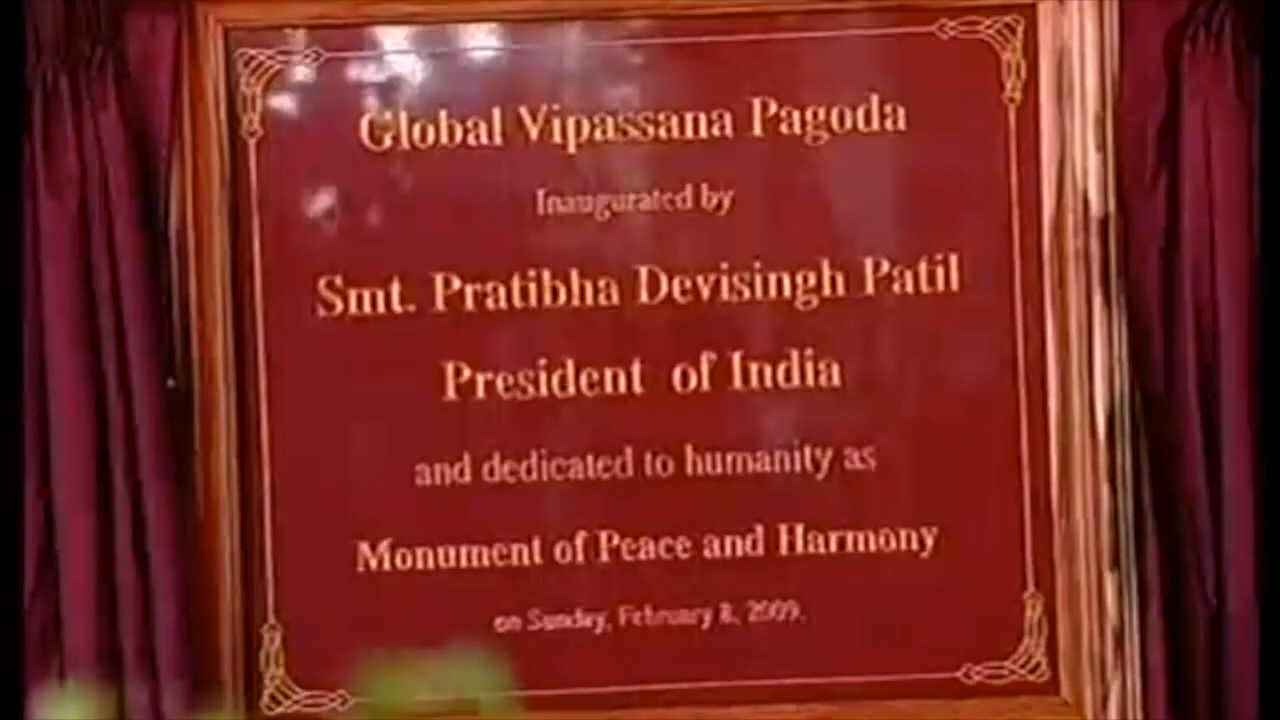 Global Vipassana Pagoda
Inaugurated by
Smt. Pratibha Devisingh Patil
President of India
and dedicated to humanity as
Monument of Peace and Harmony
on Sunday, February 8, 2009.